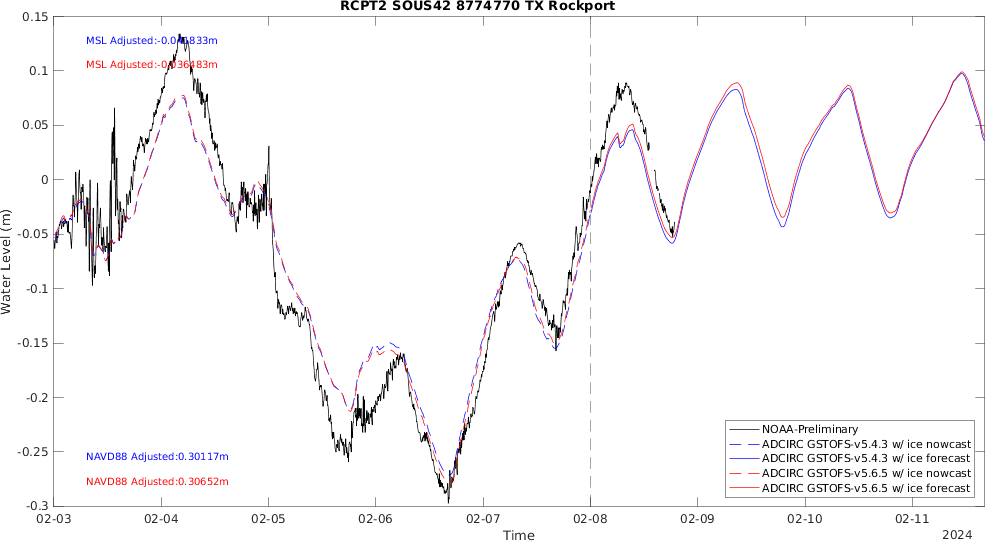 RCPT2 SOUS42 8774770 TX Rockport
0.15
0.1
0.05
0
-0.05
-0.1
-0.15
-0.2
-0.25
-0.3
Water Level (m)
MSL Adjusted:
MSL Adjusted:-0.036483m
NAVD88 Adjusted:0.30117m
NAVD88 Adjusted:0.30652m
NOAA-Preliminary
ADCIRC GSTOFS-v5.4.3 w/ ice nowcast
ADCIRC GSTOFS-v5.4.3 w/ ice forecast
ADCIRC GSTOFS-v5.6.5 w/ ice nowcast
ADCIRC GSTOFS-v5.6.5 w/ ice forecast
02-03 02-04 02-05 02-06 02-07 02-08 02-09 02-10 02-11
Time
2024